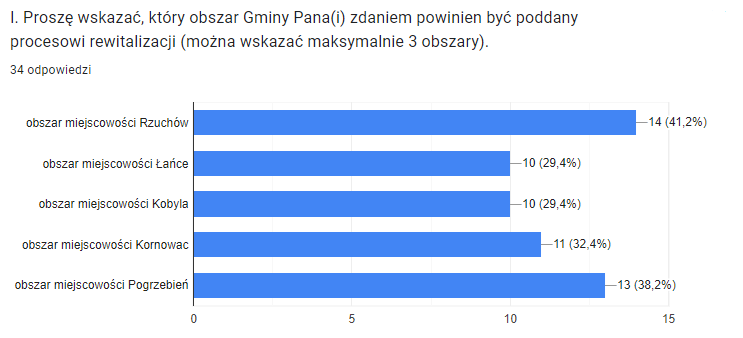 I. Proszę wskazać, który obszar Gminy Pana(i) zdaniem powinien być poddany
procesowi rewitalizacji (można wskazać maksymalnie 3 obszary).
34 odpowiedzi
obszar miejscowości Rzuchów 14 (41,2%)
obszar miejscowości Łańce 10 (29,4%)
obszar miejscowości Kobyla 10 (29,4%)
obszar miejscowości Kornowac 11 (32,4%)
obszar miejscowości Pogrzebień 13 (38,2%)
0 5 10 15